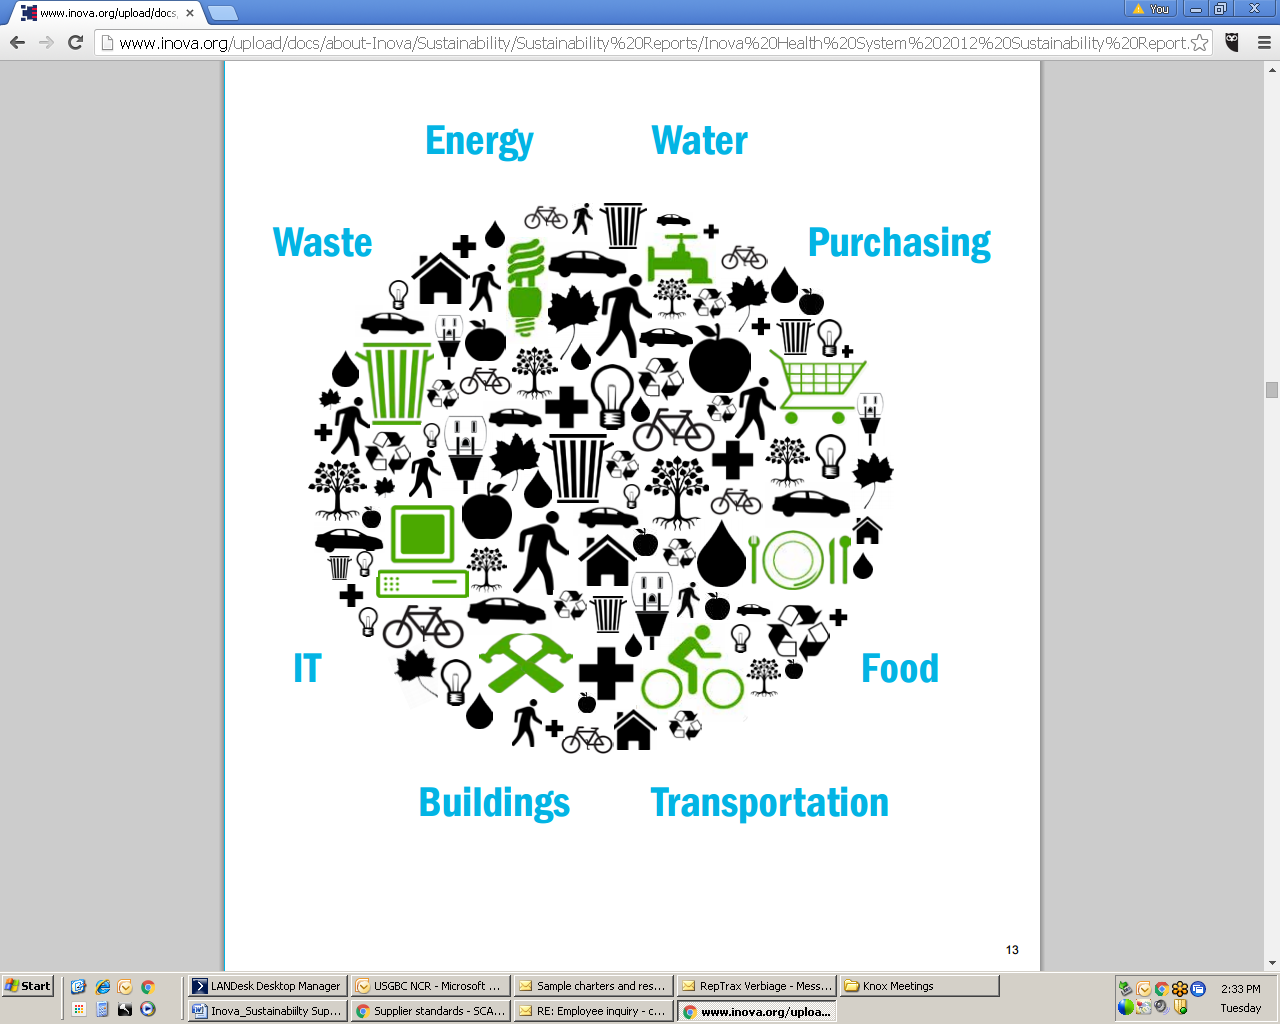 www.inova.org/upload/docs,
You
www.inova.org/upload/docs/about-Inova/Sustainability/Sustainability%20Reports/Inova%20Health%20System%202012%20Sustainability%20Report.
Energy Water
Waste Purchasing
IT Food
Buildings Transportation
13
Start
LANDesk Desktop Manager
USGBC NCR - Microsoft ...
Sample charters and res...
RepTrax Verbiage - Mess...
Knox Meetings
2:33 PM
Inova_Sustainabiilty Sup...
Supplier standards - SCA...
RE: Employee inquiry - c...
www.inova.org/uploa...
Tuesday